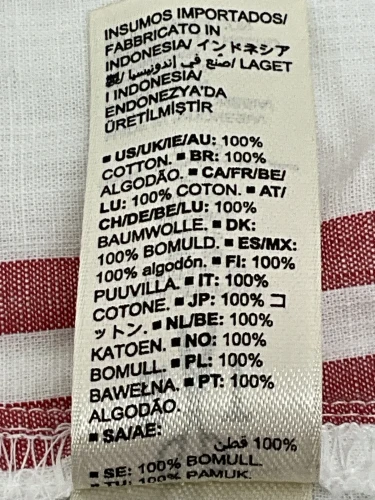 INSUMOS IMPORTADOS/
FABBRICATO IN
INDONESIA/ インドネシア
製/ صنع في إندونيسيا/ LAGET
I INDONESIA/
ENDONEZYA'DA
ÜRETİLMİŞTİR
■ US/UK/IE/AU: 100%
COTTON. ■ BR: 100%
ALGODÃO. ■ CA/FR/BE/
LU: 100% COTON. ■ AT/
CH/DE/BE/LU: 100%
BAUMWOLLE. ■ DK:
100% BOMULD. ■ ES/MX:
100% algodón. ■ FI: 100%
PUUVILLA. ■ IT: 100%
COTONE. ■ JP: 100% コ
ットン. ■ NL/BE: 100%
KATOEN. ■ NO: 100%
BOMULL. ■ PL: 100%
BAWEŁNA. ■ PT: 100%
ALGODÃO.
■ SA/AE:
100% قطن
■ SE: 100% BOMULL.
■ TU: 100% PAMUK.